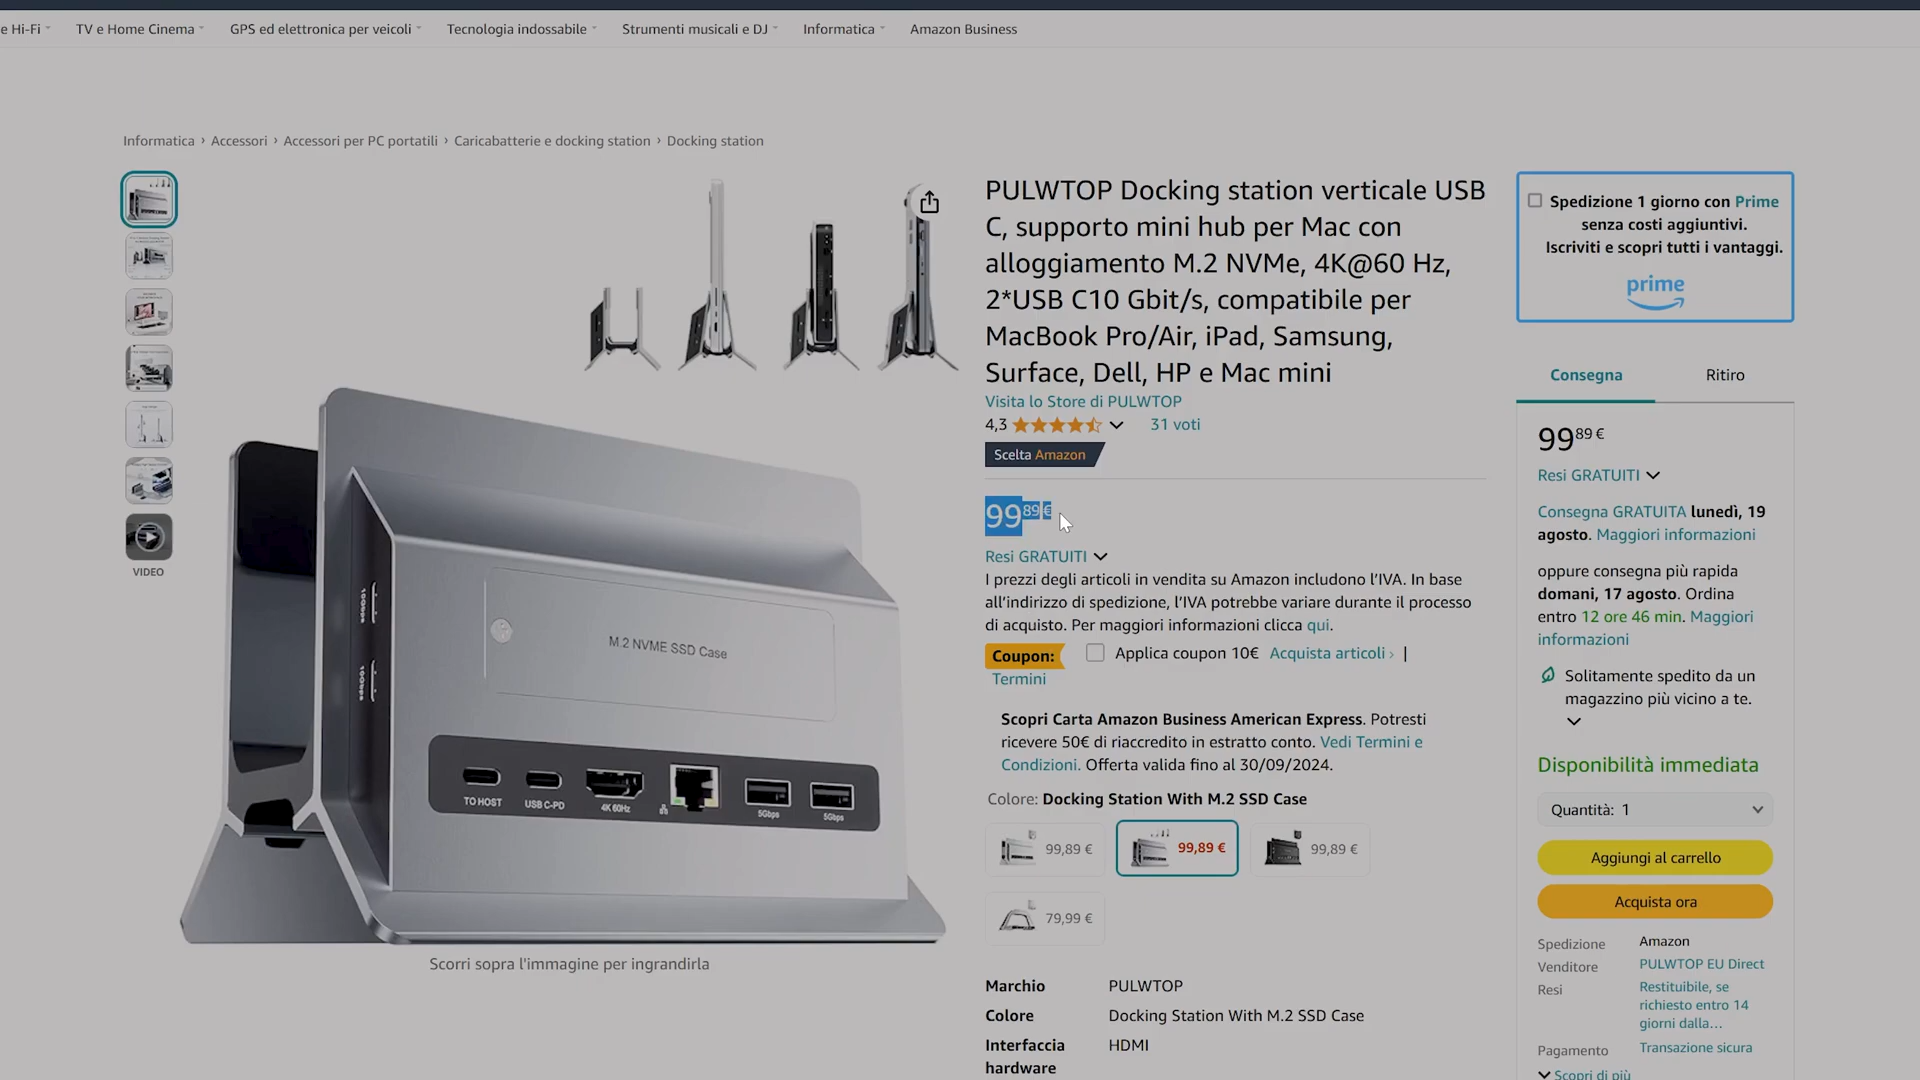 e Hi-Fi
TV e Home Cinema
GPS ed elettronica per veicoli
Tecnologia indossabile
Strumenti musicali e DJ
Informatica
Amazon Business
Informatica › Accessori › Accessori per PC portatili › Caricabatterie e docking station › Docking station
VIDEO
M.2 NVME SSD Case
10Gbps
10Gbps
TO HOST
USB C-PD
4K 60Hz
5Gbps
5Gbps
Scorri sopra l'immagine per ingrandirla
PULWTOP Docking station verticale USB
C, supporto mini hub per Mac con
alloggiamento M.2 NVMe, 4K@60 Hz,
2*USB C10 Gbit/s, compatibile per
MacBook Pro/Air, iPad, Samsung,
Surface, Dell, HP e Mac mini
Visita lo Store di PULWTOP
4,3
31 voti
Scelta Amazon
99 89 €
Resi GRATUITI
I prezzi degli articoli in vendita su Amazon includono l’IVA. In base
all’indirizzo di spedizione, l’IVA potrebbe variare durante il processo
di acquisto. Per maggiori informazioni clicca qui.
Coupon:
Applica coupon 10€ Acquista articoli › |
Termini
Scopri Carta Amazon Business American Express. Potresti
ricevere 50€ di riaccredito in estratto conto. Vedi Termini e
Condizioni. Offerta valida fino al 30/09/2024.
Colore: Docking Station With M.2 SSD Case
99,89 €
99,89 €
99,89 €
79,99 €
Marchio PULWTOP
Colore Docking Station With M.2 SSD Case
Interfaccia HDMI
hardware
Spedizione 1 giorno con Prime
senza costi aggiuntivi.
Iscriviti e scopri tutti i vantaggi.
prime
Consegna
Ritiro
99 89 €
Resi GRATUITI
Consegna GRATUITA lunedì, 19
agosto. Maggiori informazioni
oppure consegna più rapida
domani, 17 agosto. Ordina
entro 12 ore 46 min. Maggiori
informazioni
Solitamente spedito da un
magazzino più vicino a te.
Disponibilità immediata
Quantità: 1
Aggiungi al carrello
Acquista ora
Spedizione Amazon
Venditore PULWTOP EU Direct
Resi Restituibile, se
richiesto entro 14
giorni dalla…
Pagamento Transazione sicura
Scopri di più